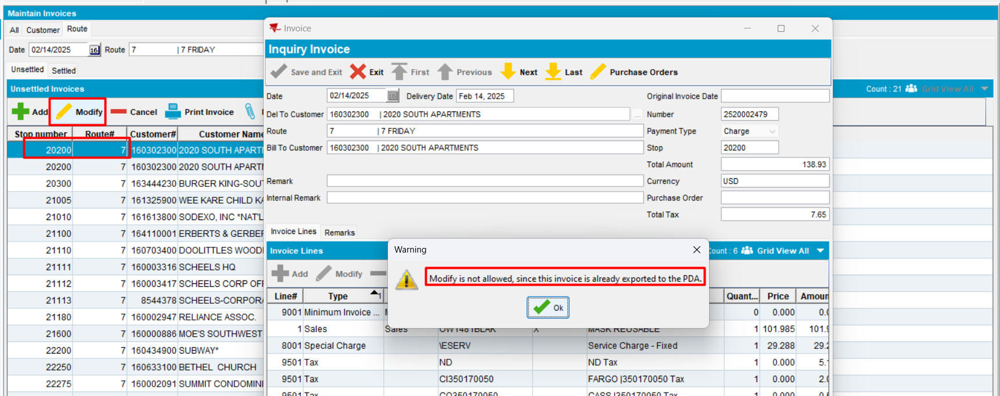 Maintain Invoices
All Customer Route
Date 02/14/2025 16 Route 7 | 7 FRIDAY
Unsettled Settled
Unsettled Invoices
Add Modify Cancel Print Invoice
Stop number Route# Customer# Customer Name
20200 7 160302300 2020 SOUTH APART
20200 7 160302300 2020 SOUTH APART
20300 7 163444230 BURGER KING-SOU
21005 7 161325900 WEE KARE CHILD KA
21010 7 161613800 SODEXO, INC *NAT'L
21100 7 164110001 ERBERTS & GERBER
21110 7 160703400 DOOLITTLES WOOD
21111 7 160003316 SCHEELS HQ
21112 7 160003417 SCHEELS CORP OF
21113 7 8544378 SCHEELS-CORPORA
21180 7 160002947 RELIANCE ASSOC.
21600 7 160000886 MOE'S SOUTHWEST
22200 7 160434900 SUBWAY*
22250 7 160633100 BETHEL CHURCH
22275 7 160002091 SUMMIT CONDOMINI
Count : 21 Grid View All
Invoice
Inquiry Invoice
Save and Exit Exit First Previous Next Last Purchase Orders
Date 02/14/2025 16 Delivery Date Feb 14, 2025 Original Invoice Date
Del To Customer 160302300 | 2020 SOUTH APARTMENTS ... Number 2520002479
Route 7 | 7 FRIDAY Payment Type Charge
Bill To Customer 160302300 | 2020 SOUTH APARTMENTS Stop 20200
Total Amount 138.93
Remark Currency USD
Internal Remark Purchase Order
Total Tax 7.65
Invoice Lines Remarks
Invoice Lines Count : 6 Grid View All
Add Modify
Line# Type 1 Quant... Price Amoun
9001 Minimum Invoice ... 0 0.000 0.0
1 Sales Sales OW1481BLAK X MASK REUSABLE 1 101.985 101.9
8001 Special Charge \ESERV Service Charge - Fixed 1 29.288 29.2
9501 Tax ND ND Tax 1 0.000 5.1
9501 Tax CI350170050 FARGO |350170050 Tax 1 0.000 2.0
9501 Tax CO350170050 CASS |350170050 Tax 1 0.000
Warning
Modify is not allowed, since this invoice is already exported to the PDA.
Ok